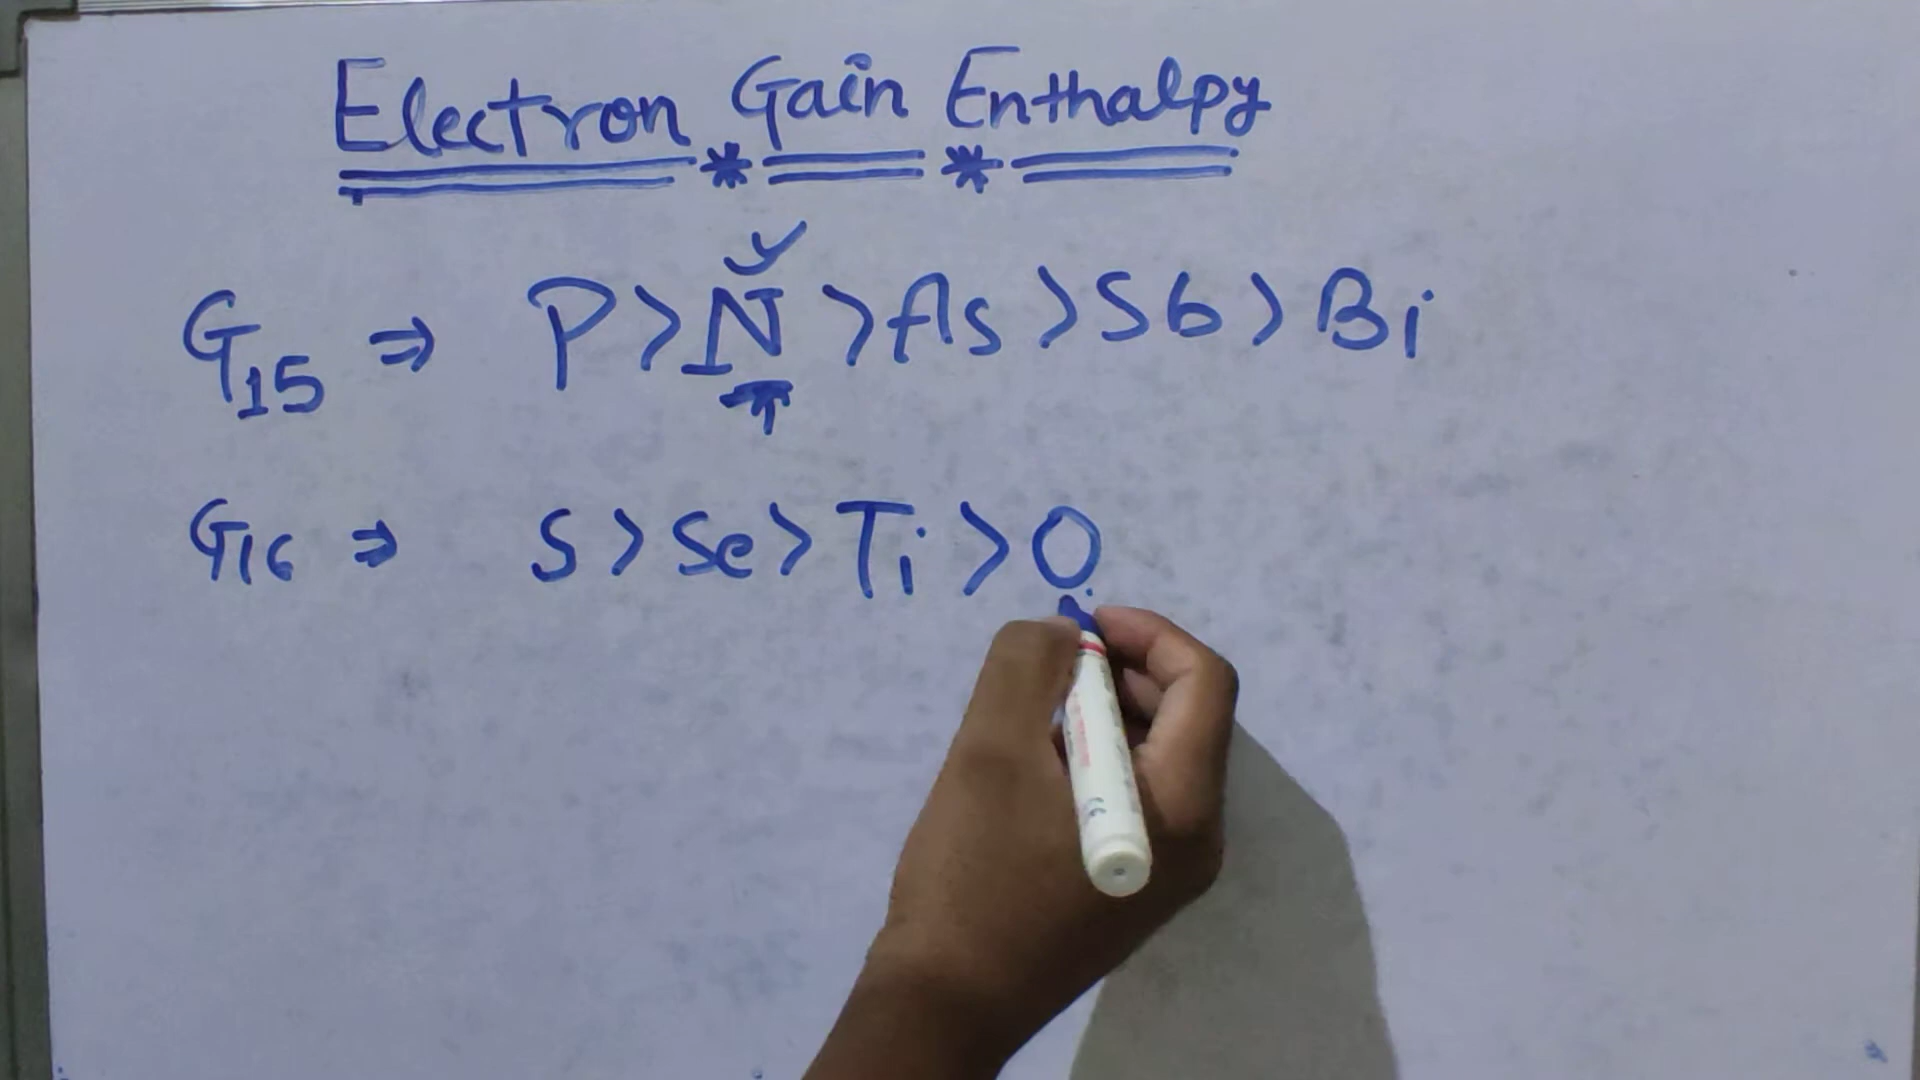 Electron Gain Enthalpy
G15 ⇒ P > N > As > Sb > Bi
G16 ⇒ S > Se > Ti > O